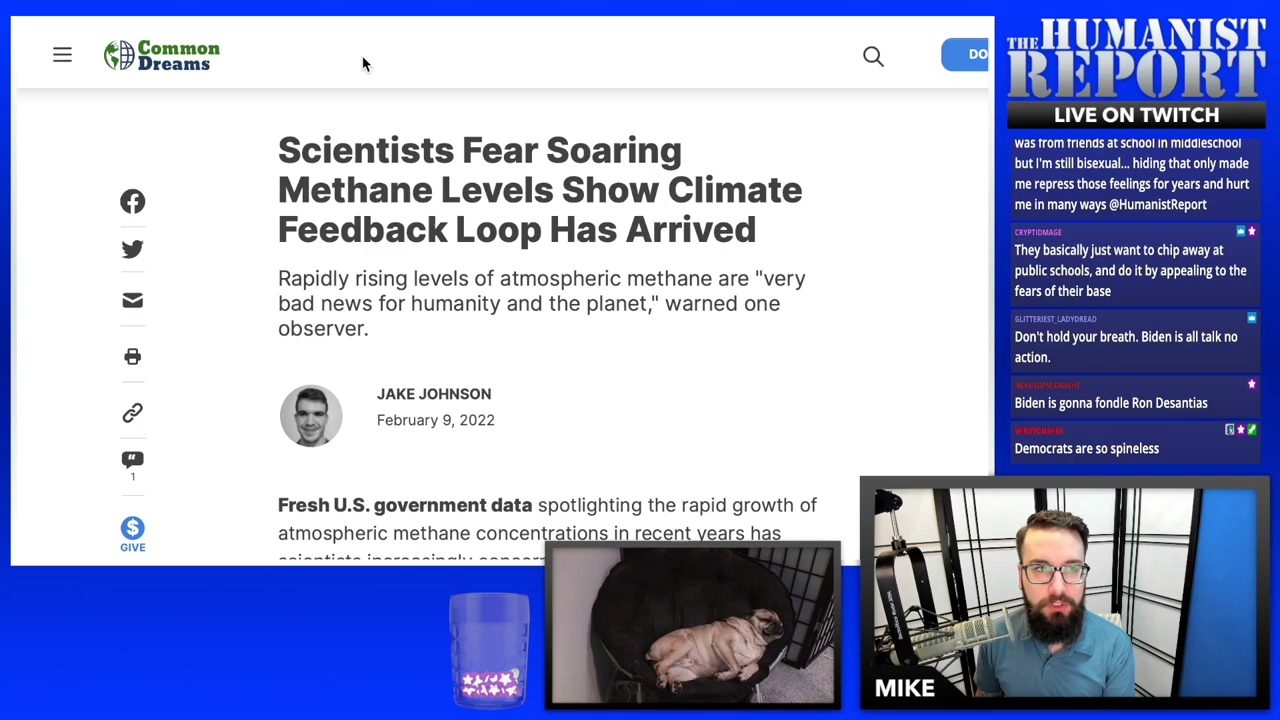 Common
Dreams
DO
Scientists Fear Soaring
Methane Levels Show Climate
Feedback Loop Has Arrived
Rapidly rising levels of atmospheric methane are "very
bad news for humanity and the planet," warned one
observer.
JAKE JOHNSON
February 9, 2022
1
GIVE
Fresh U.S. government data spotlighting the rapid growth of
atmospheric methane concentrations in recent years has
scientists increasingly
THE HUMANIST
REPORT
LIVE ON TWITCH
was from friends at school in middleschool
but I'm still bisexual... hiding that only made
me repress those feelings for years and hurt
me in many ways @HumanistReport
CRYPTIDMAGE
They basically just want to chip away at
public schools, and do it by appealing to the
fears of their base
GLITTERIEST_LADYDREAD
Don't hold your breath. Biden is all talk no
action.
Biden is gonna fondle Ron Desantias
Democrats are so spineless
MIKE